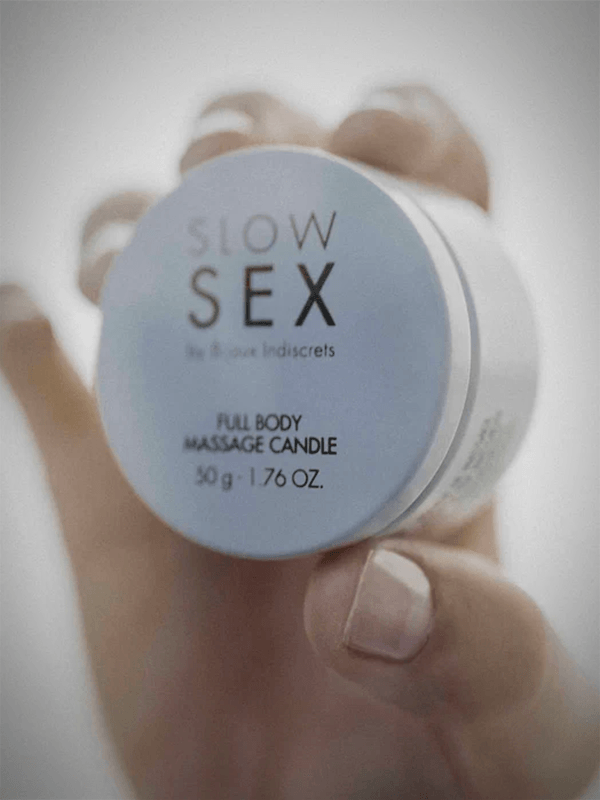 SLOW
SEX
by Bijoux Indiscrets
FULL BODY
MASSAGE CANDLE
50 g - 1.76 OZ.